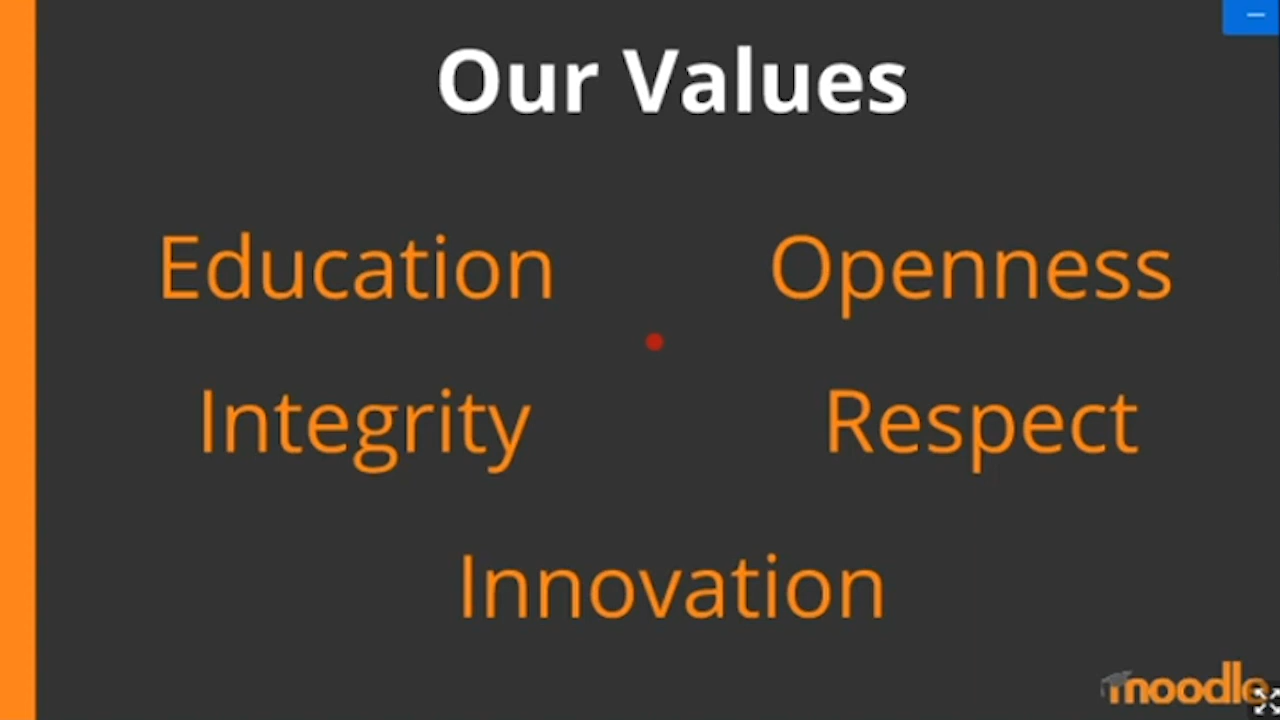 Our Values
Education Openness
Integrity Respect
Innovation
moodle